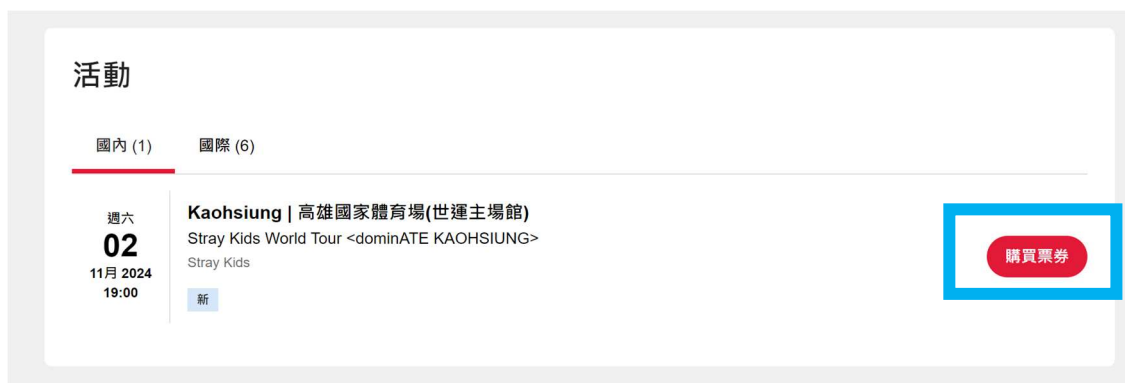 活動
國內 (1)
國際 (6)
週六
02
11月 2024
19:00
Kaohsiung | 高雄國家體育場(世運主場館)
Stray Kids World Tour <dominATE KAOHSIUNG>
Stray Kids
新
購買票券